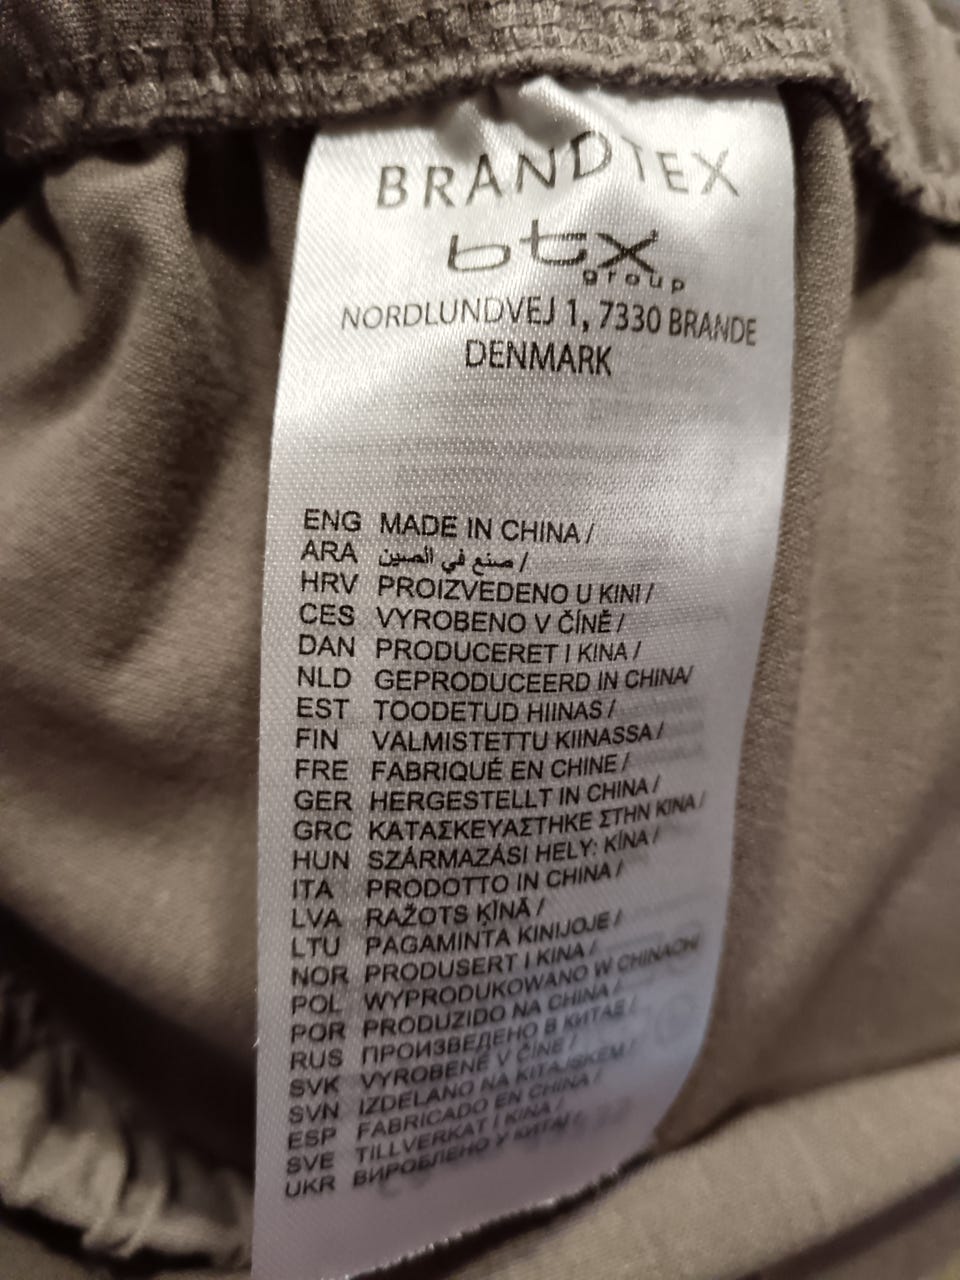 BRANDTEX
btx
group
NORDLUNDVEJ 1, 7330 BRANDE
DENMARK
ENG MADE IN CHINA /
ARA صنع في الصين /
HRV PROIZVEDENO U KINI /
CES VYROBENO V ČÍNĚ /
DAN PRODUCERET I KINA /
NLD GEPRODUCEERD IN CHINA/
EST TOODETUD HIINAS /
FIN VALMISTETTU KIINASSA /
FRE FABRIQUÉ EN CHINE /
GER HERGESTELLT IN CHINA /
GRC ΚΑΤΑΣΚΕΥΑΣΤΗΚΕ ΣΤΗΝ ΚΙΝΑ /
HUN SZÁRMAZÁSI HELY: KÍNA /
ITA PRODOTTO IN CHINA /
LVA RAŽOTS ĶĪNĀ /
LTU PAGAMINTA KINIJOJE /
NOR PRODUSERT I KINA /
POL WYPRODUKOWANO W CHINACH/
POR PRODUZIDO NA CHINA /
RUS ПРОИЗВЕДЕНО В КИТАЕ /
SVK VYROBENÉ V ČÍNE /
SVN IZDELANO NA KITAJSKEM /
ESP FABRICADO EN CHINA /
SVE TILLVERKAT I KINA /
UKR ВИРОБЛЕНО У КИТАЇ